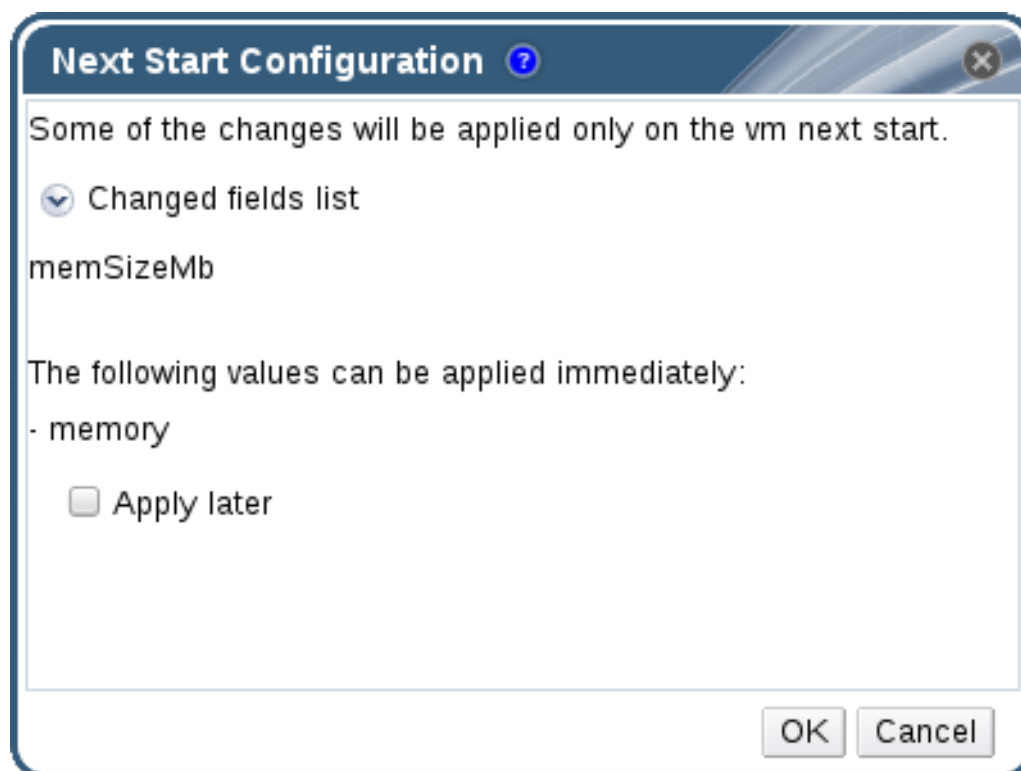 Next Start Configuration ?
Some of the changes will be applied only on the vm next start.
Changed fields list
memSizeMb
The following values can be applied immediately:
- memory
Apply later
OK Cancel